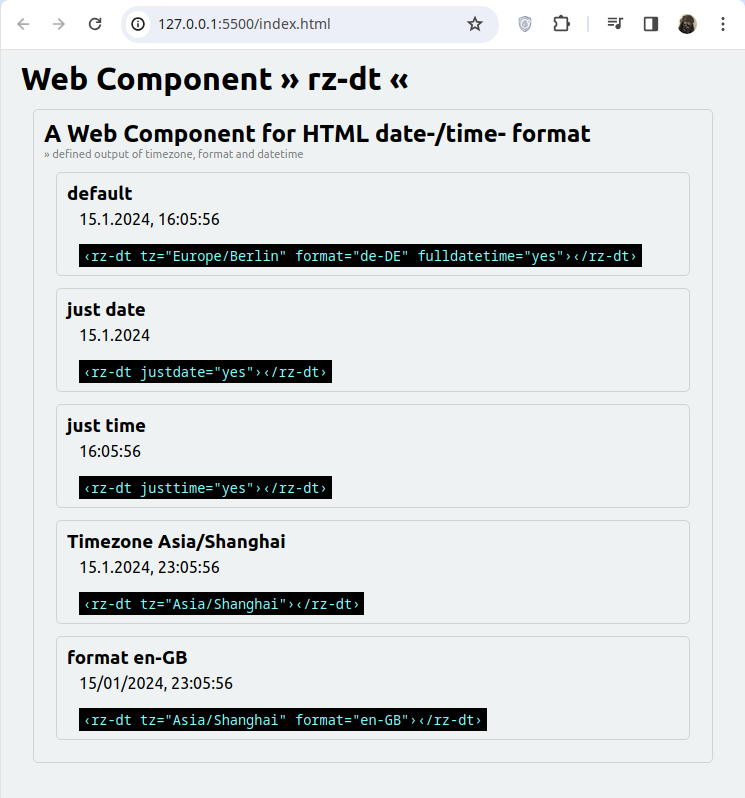 127.0.0.1:5500/index.html
Web Component » rz-dt «
A Web Component for HTML date-/time- format
» defined output of timezone, format and datetime
default
15.1.2024, 16:05:56
‹rz-dt tz="Europe/Berlin" format="de-DE" fulldatetime="yes"›‹/rz-dt›
just date
15.1.2024
‹rz-dt justdate="yes"›‹/rz-dt›
just time
16:05:56
‹rz-dt justtime="yes"›‹/rz-dt›
Timezone Asia/Shanghai
15.1.2024, 23:05:56
‹rz-dt tz="Asia/Shanghai"›‹/rz-dt›
format en-GB
15/01/2024, 23:05:56
‹rz-dt tz="Asia/Shanghai" format="en-GB"›‹/rz-dt›